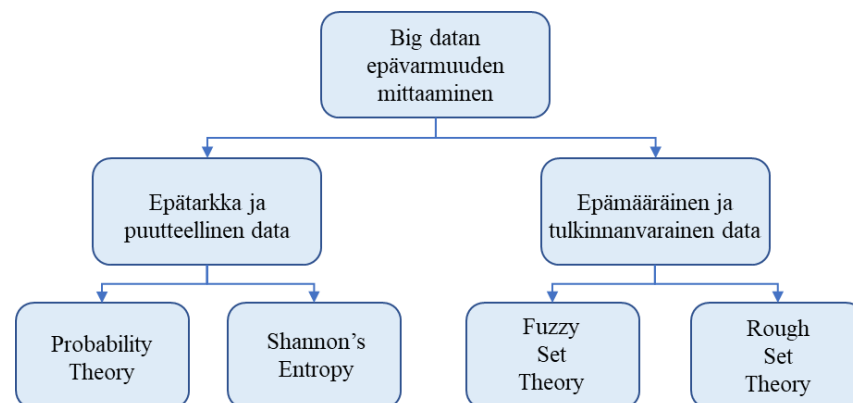 Big datan
epävarmuuden
mittaaminen
Epätarkka ja
puutteellinen data
Epämääräinen ja
tulkinnanvarainen data
Probability
Theory
Shannon’s
Entropy
Fuzzy
Set
Theory
Rough
Set
Theory